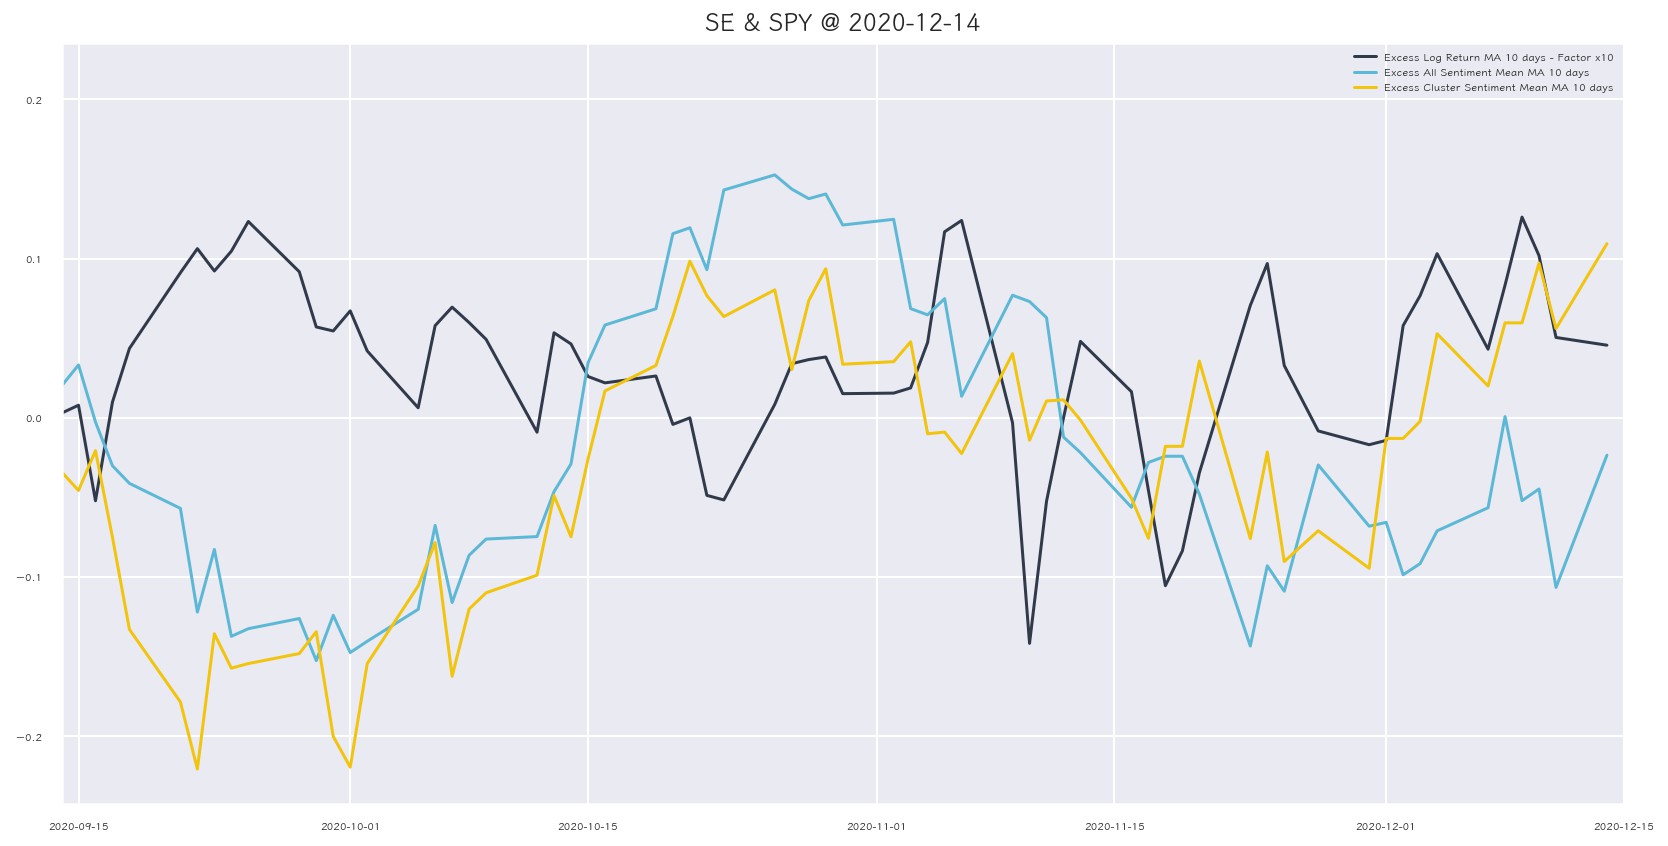 SE & SPY @ 2020-12-14
Excess Log Return MA 10 days - Factor x10
Excess All Sentiment Mean MA 10 days
Excess Cluster Sentiment Mean MA 10 days
0.2
0.1
0.0
−0.1
−0.2
2020-09-15 2020-10-01 2020-10-15 2020-11-01 2020-11-15 2020-12-01 2020-12-15